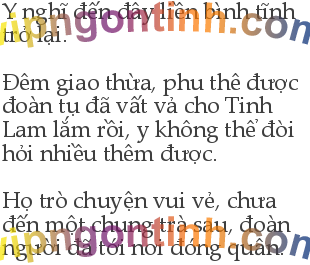 Y nghĩ đến đây liền bình tĩnh
trở lại.
Đêm giao thừa, phu thê được
đoàn tụ đã vất vả cho Tinh
Lam lắm rồi, y không thể đòi
hỏi nhiều thêm được.
Họ trò chuyện vui vẻ, chưa
đến một chung trà sau, đoàn
người đã tới nơi đóng quân.